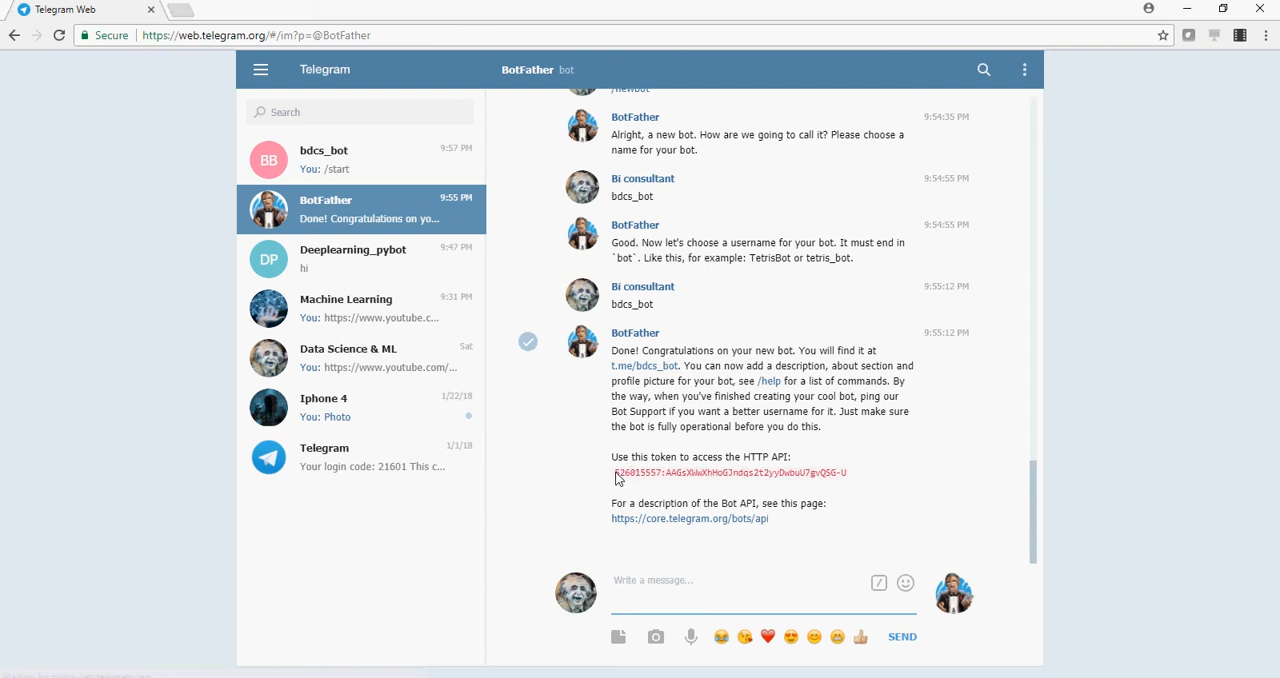 Telegram Web
Secure
https://web.telegram.org/#/im?p=@BotFather
Telegram
BotFather bot
Search
BB
bdcs_bot
9:57 PM
You: /start
BotFather
9:55 PM
Done! Congratulations on yo...
DP
Deeplearning_pybot
9:47 PM
hi
Machine Learning
9:31 PM
You: https://www.youtube.c...
Data Science & ML
Sat
You: https://www.youtube.com/...
Iphone 4
1/22/18
You: Photo
Telegram
1/1/18
Your login code: 21601 This c...
/newbot
BotFather
9:54:35 PM
Alright, a new bot. How are we going to call it? Please choose a
name for your bot.
Bi consultant
9:54:55 PM
bdcs_bot
BotFather
9:54:55 PM
Good. Now let's choose a username for your bot. It must end in
`bot`. Like this, for example: TetrisBot or tetris_bot.
Bi consultant
9:55:12 PM
bdcs_bot
BotFather
9:55:12 PM
Done! Congratulations on your new bot. You will find it at
t.me/bdcs_bot. You can now add a description, about section and
profile picture for your bot, see /help for a list of commands. By
the way, when you've finished creating your cool bot, ping our
Bot Support if you want a better username for it. Just make sure
the bot is fully operational before you do this.
Use this token to access the HTTP API:
For a description of the Bot API, see this page:
https://core.telegram.org/bots/api
Write a message...
SEND